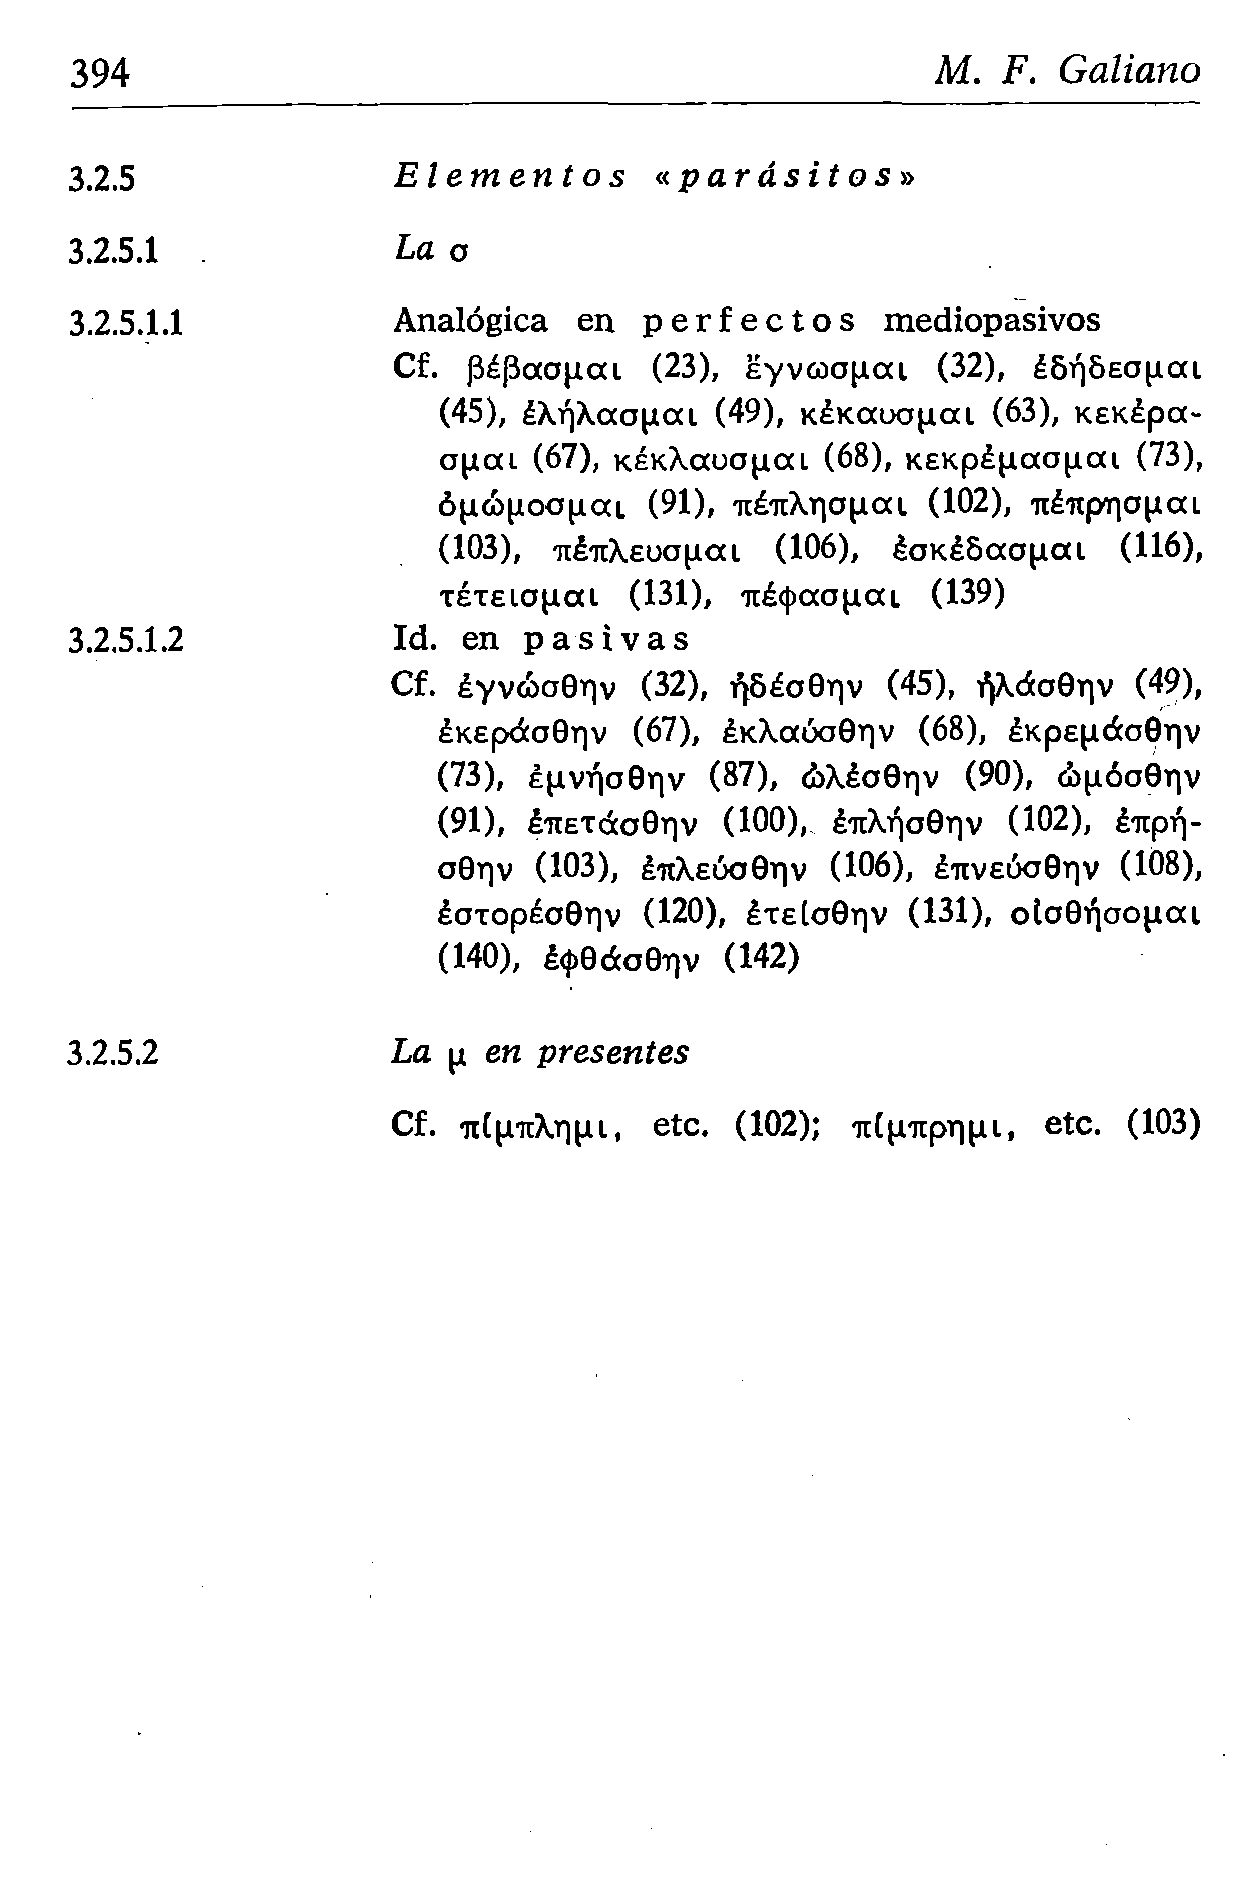 394 M. F. Galiano
3.2.5 Elementos «parásitos»
3.2.5.1 La σ
3.2.5.1.1 Analógica en perfectos mediopasivos
Cf. βέβασμαι (23), ἔγνωσμαι (32), ἐδήδεσμαι
(45), ἐλήλασμαι (49), κέκαυσμαι (63), κεκέρα-
σμαι (67), κέκλαυσμαι (68), κεκρέμασμαι (73),
ὀμώμοσμαι (91), πέπλησμαι (102), πέπρησμαι
(103), πέπλευσμαι (106), ἐσκέδασμαι (116),
τέτεισμαι (131), πέφασμαι (139)
3.2.5.1.2 Id. en pasivas
Cf. ἐγνώσθην (32), ἠδέσθην (45), ἠλάσθην (49),
ἐκεράσθην (67), ἐκλαύσθην (68), ἐκρεμάσθην
(73), ἐμνήσθην (87), ὠλέσθην (90), ὠμόσθην
(91), ἐπετάσθην (100), ἐπλήσθην (102), ἐπρή-
σθην (103), ἐπλεύσθην (106), ἐπνεύσθην (108),
ἐστορέσθην (120), ἐτείσθην (131), οἰσθήσομαι
(140), ἐφθάσθην (142)
3.2.5.2 La μ en presentes
Cf. πίμπλημι, etc. (102); πίμπρημι, etc. (103)